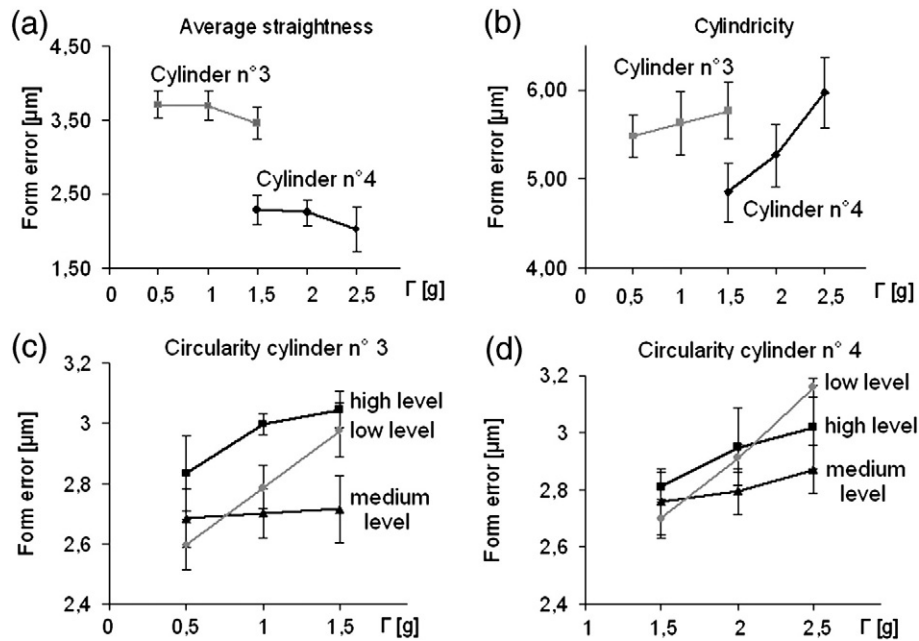 (a)
Average straightness
Form error [µm]
4,50
3,50
2,50
1,50
Cylinder n°3
Cylinder n°4
0 0,5 1 1,5 2 2,5 Γ [g]
(b)
Cylindricity
Form error [µm]
6,00
5,00
4,00
Cylinder n°3
Cylinder n°4
0 0,5 1 1,5 2 2,5 Γ [g]
(c)
Circularity cylinder n° 3
Form error [µm]
3,2
3
2,8
2,6
2,4
high level
low level
medium
level
0 0,5 1 1,5 Γ [g]
(d)
Circularity cylinder n° 4
Form error [µm]
3,2
3
2,8
2,6
2,4
low level
high level
medium
level
1 1,5 2 2,5 Γ [g]